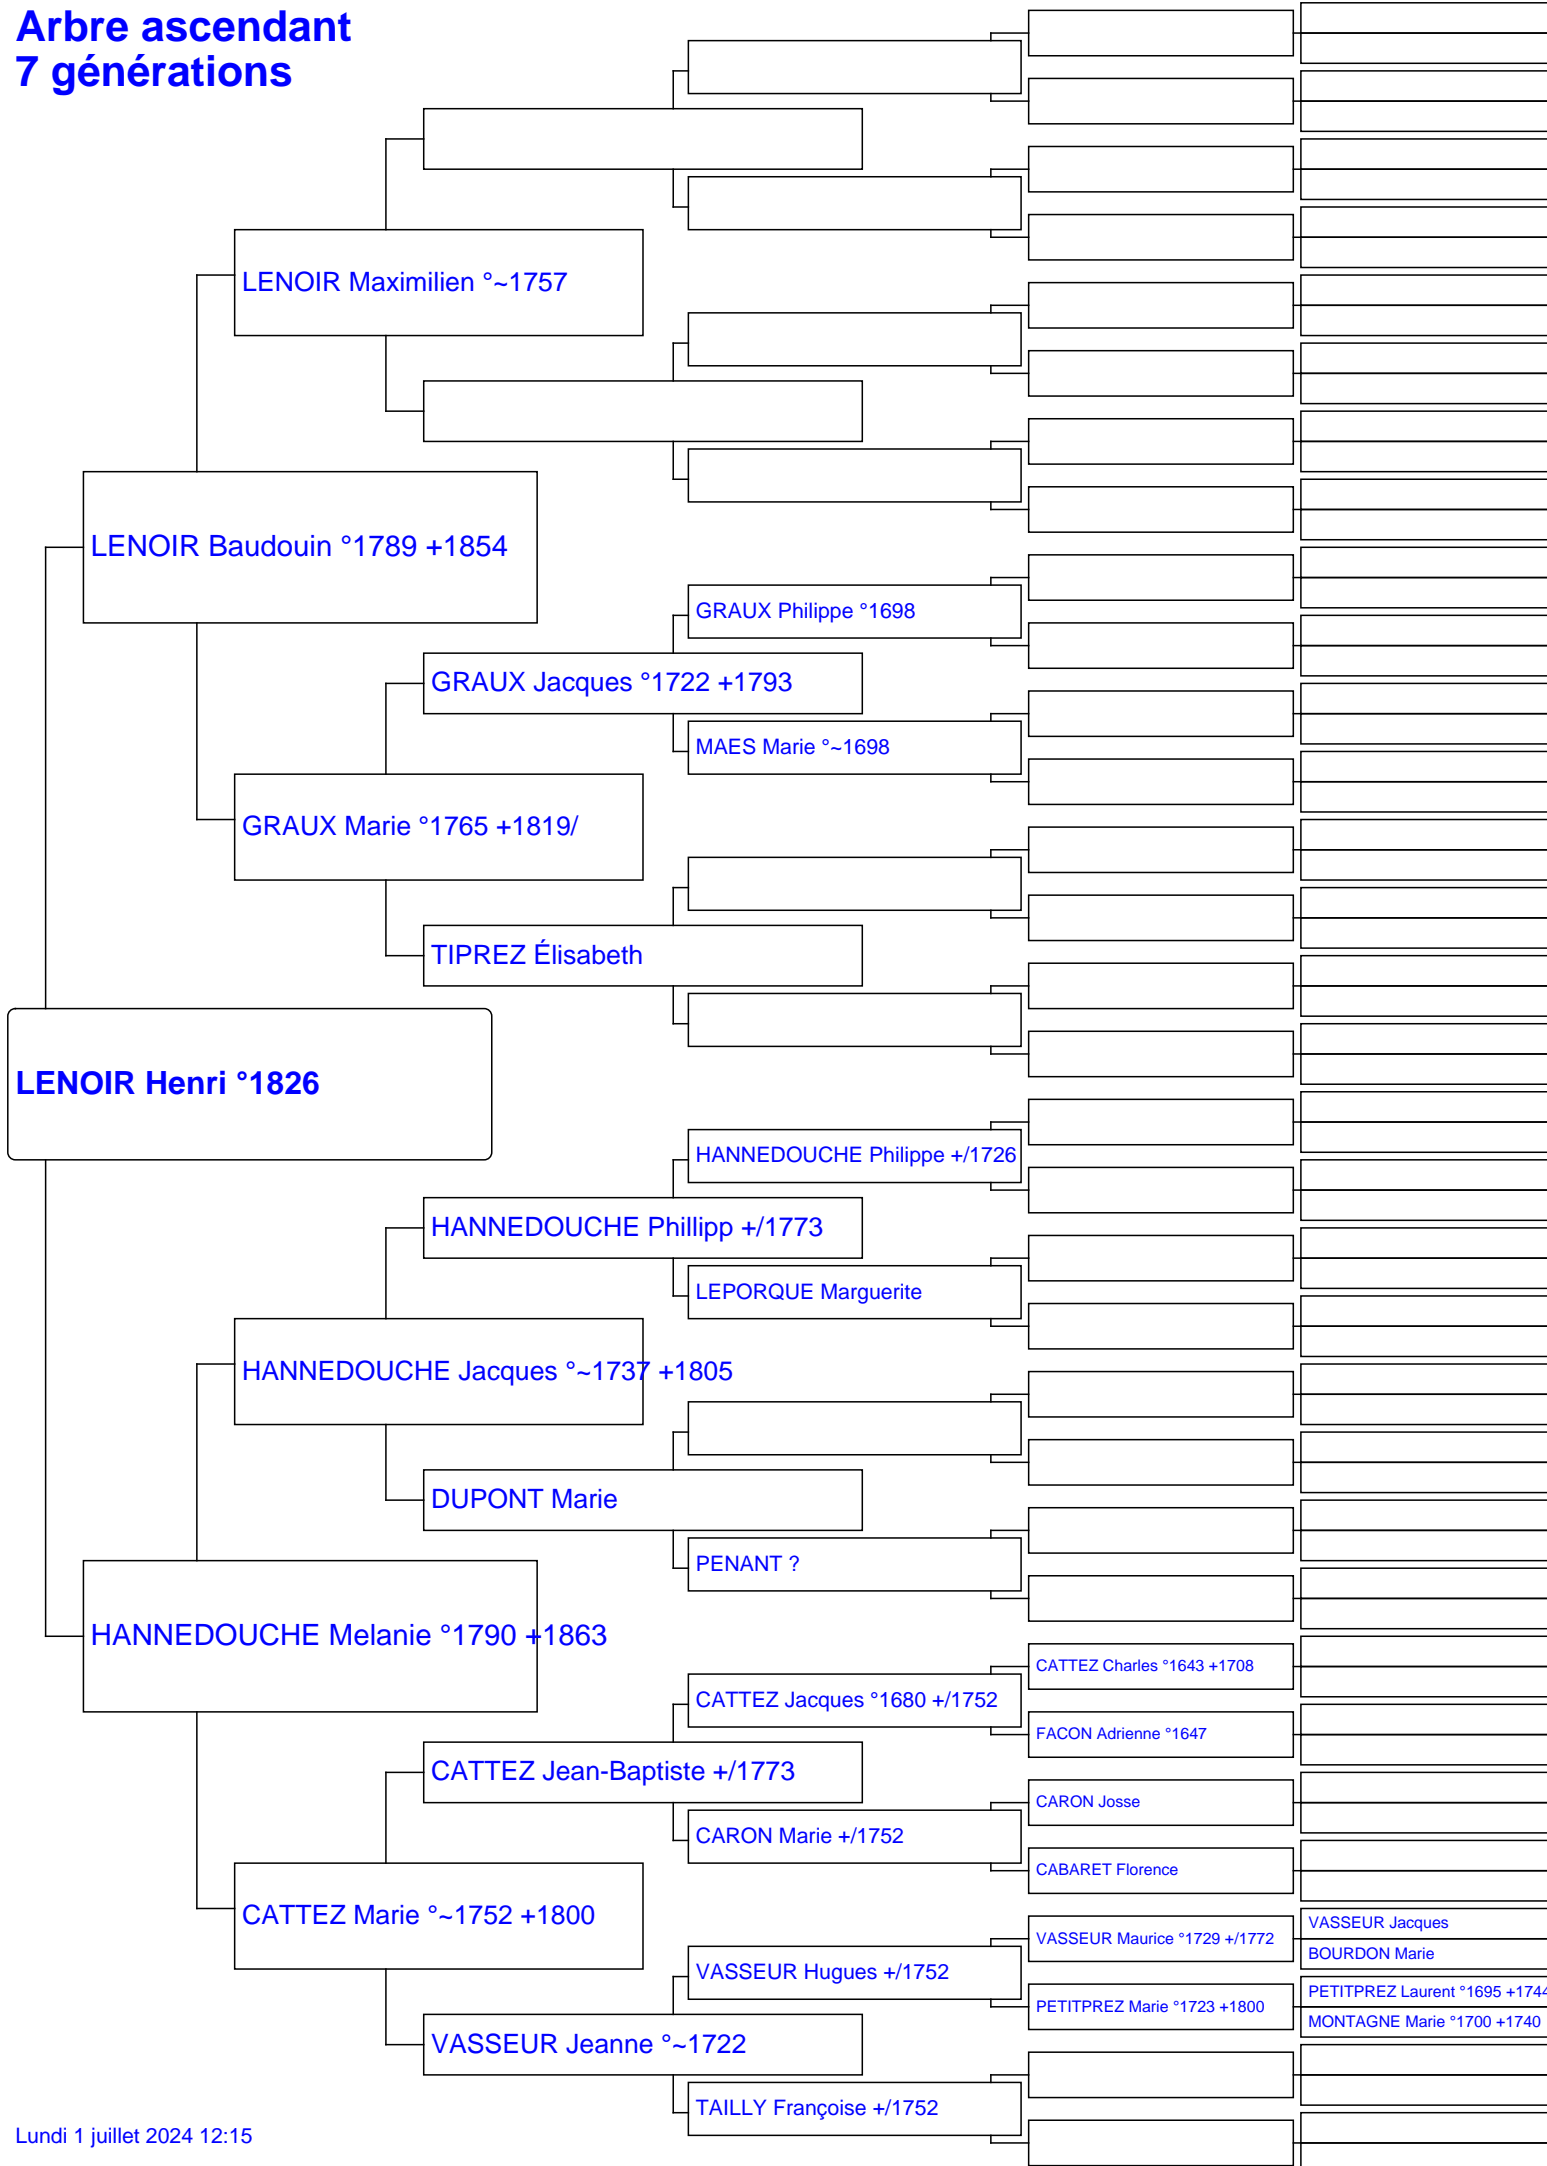 Arbre ascendant
7 générations
LENOIR Maximilien °~1757
LENOIR Baudouin °1789 +1854
GRAUX Philippe °1698
GRAUX Jacques °1722 +1793
MAES Marie °~1698
GRAUX Marie °1765 +1819/
TIPREZ Élisabeth
LENOIR Henri °1826
HANNEDOUCHE Philippe +/1726
HANNEDOUCHE Phillipp +/1773
LEPORQUE Marguerite
HANNEDOUCHE Jacques °~1737 +1805
DUPONT Marie
PENANT ?
HANNEDOUCHE Melanie °1790 +1863
CATTEZ Charles °1643 +1708
CATTEZ Jacques °1680 +/1752
FACON Adrienne °1647
CATTEZ Jean-Baptiste +/1773
CARON Josse
CARON Marie +/1752
CABARET Florence
CATTEZ Marie °~1752 +1800
VASSEUR Jacques
VASSEUR Maurice °1729 +/1772
BOURDON Marie
VASSEUR Hugues +/1752
PETITPREZ Laurent °1695 +1744
PETITPREZ Marie °1723 +1800
MONTAGNE Marie °1700 +1740
VASSEUR Jeanne °~1722
TAILLY Françoise +/1752
Lundi 1 juillet 2024 12:15